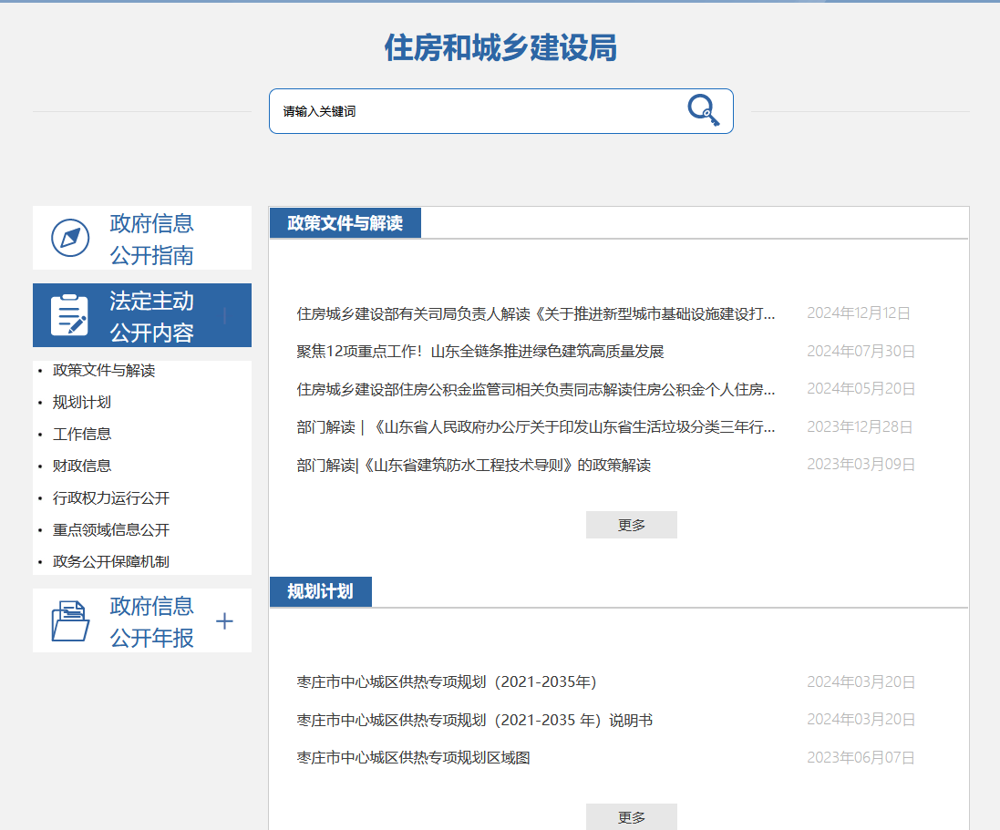 住房和城乡建设局
请输入关键词
政府信息
公开指南
法定主动
公开内容
政策文件与解读
规划计划
工作信息
财政信息
行政权力运行公开
重点领域信息公开
政务公开保障机制
政府信息
公开年报
政策文件与解读
住房城乡建设部有关司局负责人解读《关于推进新型城市基础设施建设打... 2024年12月12日
聚焦12项重点工作！山东全链条推进绿色建筑高质量发展 2024年07月30日
住房城乡建设部住房公积金监管司相关负责同志解读住房公积金个人住房... 2024年05月20日
部门解读 | 《山东省人民政府办公厅关于印发山东省生活垃圾分类三年行... 2023年12月28日
部门解读|《山东省建筑防水工程技术导则》的政策解读 2023年03月09日
更多
规划计划
枣庄市中心城区供热专项规划（2021-2035年） 2024年03月20日
枣庄市中心城区供热专项规划（2021-2035 年）说明书 2024年03月20日
枣庄市中心城区供热专项规划区域图 2023年06月07日
更多